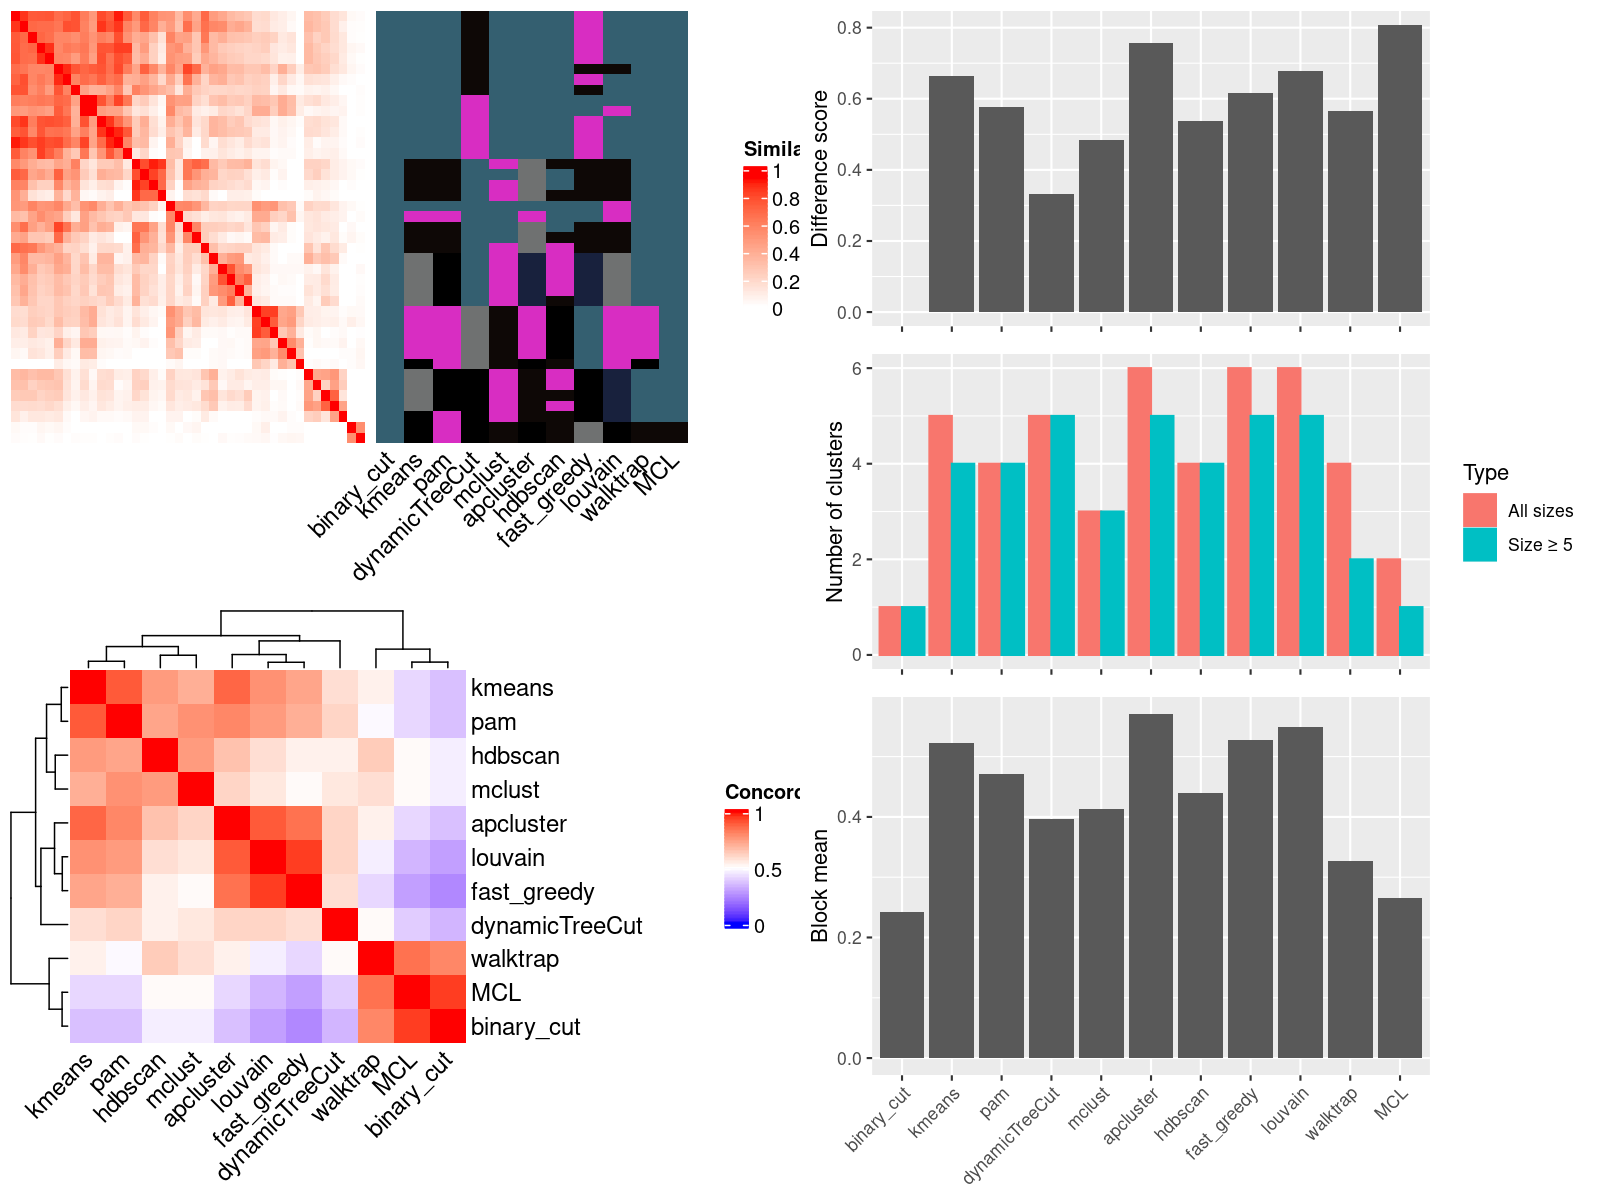 Simila
1
0.8
0.6
0.4
0.2
0
binary_cut
kmeans
pam
dynamicTreeCut
mclust
apcluster
hdbscan
fast_greedy
louvain
walktrap
MCL
kmeans
pam
hdbscan
mclust
apcluster
louvain
fast_greedy
dynamicTreeCut
walktrap
MCL
binary_cut
kmeans
pam
hdbscan
mclust
apcluster
louvain
fast_greedy
dynamicTreeCut
walktrap
MCL
binary_cut
Concord
1
0.5
0
Difference score
0.8
0.6
0.4
0.2
0.0
Number of clusters
6
4
2
0
Type
All sizes
Size ≥ 5
Block mean
0.4
0.2
0.0
binary_cut
kmeans
pam
dynamicTreeCut
mclust
apcluster
hdbscan
fast_greedy
louvain
walktrap
MCL